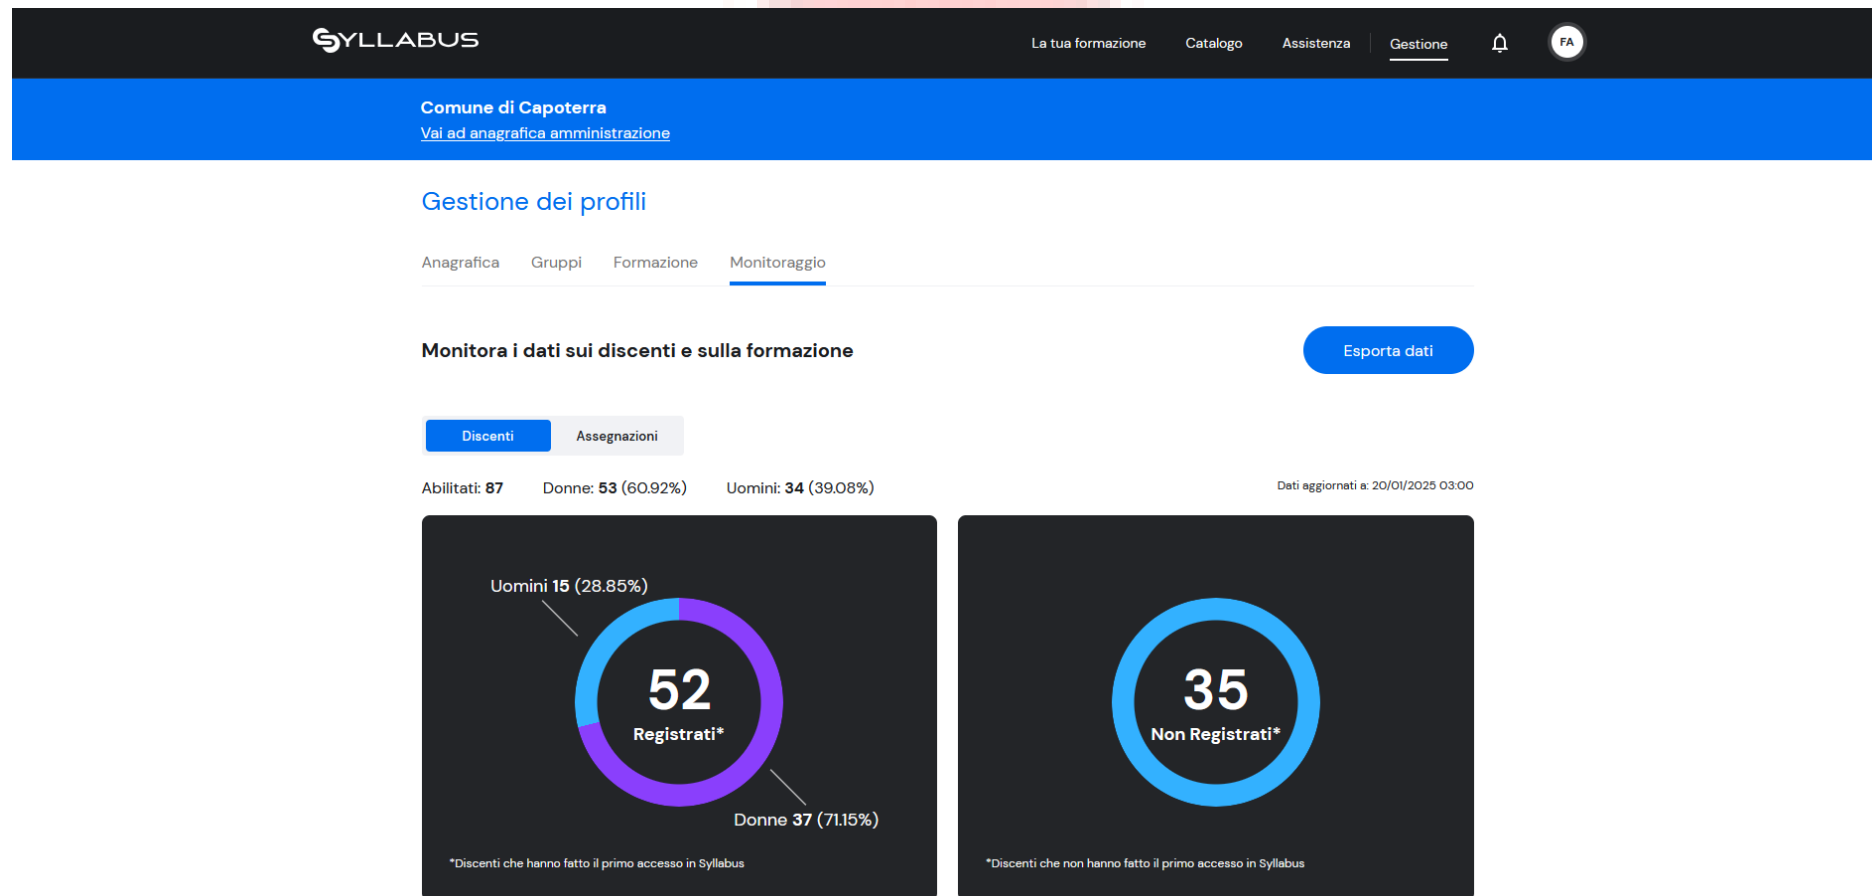 SYLLABUS
La tua formazione Catalogo Assistenza Gestione FA
Comune di Capoterra
Vai ad anagrafica amministrazione
Gestione dei profili
Anagrafica Gruppi Formazione Monitoraggio
Monitora i dati sui discenti e sulla formazione
Esporta dati
Discenti Assegnazioni
Abilitati: 87 Donne: 53 (60.92%) Uomini: 34 (39.08%)
Dati aggiornati a: 20/01/2025 03:00
Uomini 15 (28.85%)
52
Registrati*
Donne 37 (71.15%)
*Discenti che hanno fatto il primo accesso in Syllabus
35
Non Registrati*
*Discenti che non hanno fatto il primo accesso in Syllabus